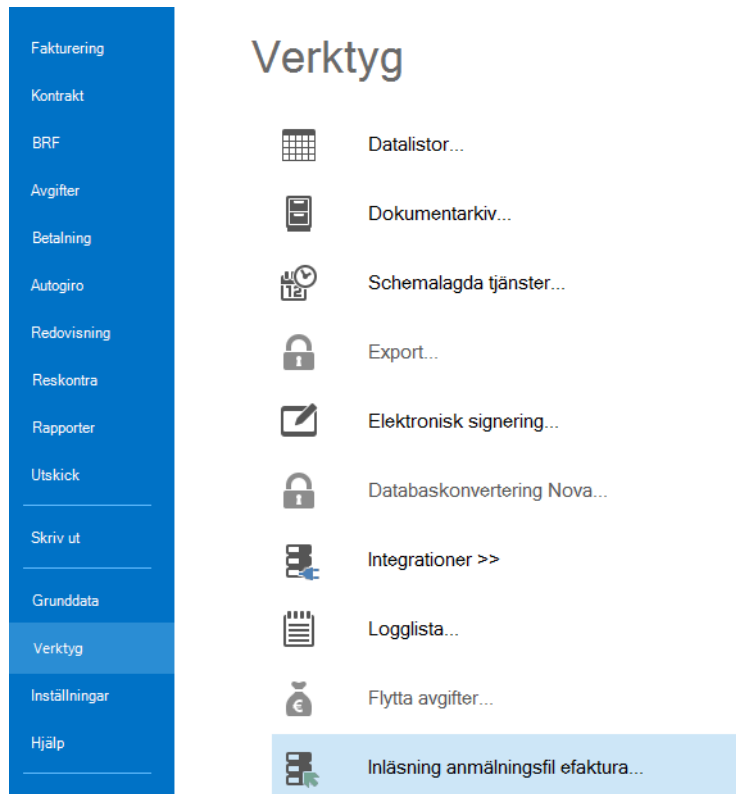 Fakturering
Kontrakt
BRF
Avgifter
Betalning
Autogiro
Redovisning
Reskontra
Rapporter
Utskick
Skriv ut
Grunddata
Verktyg
Inställningar
Hjälp
Verktyg
Datalistor...
Dokumentarkiv...
12
Schemalagda tjänster...
Export...
Elektronisk signering...
Databaskonvertering Nova...
Integrationer >>
Logglista...
€
Flytta avgifter...
Inläsning anmälningsfil efaktura...